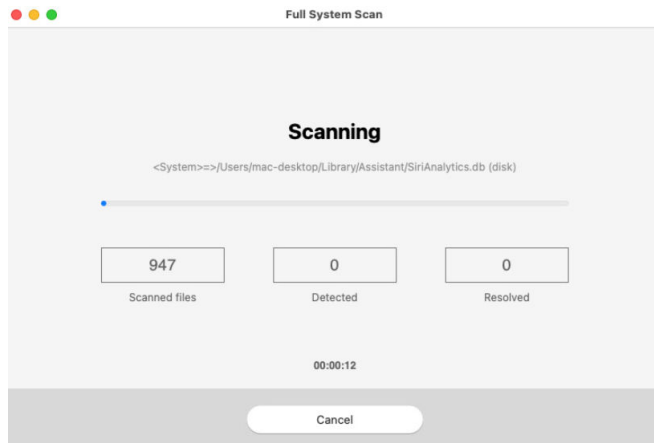 Full System Scan
Scanning
<System>=>/Users/mac-desktop/Library/Assistant/SiriAnalytics.db (disk)
947
0
0
Scanned files
Detected
Resolved
00:00:12
Cancel